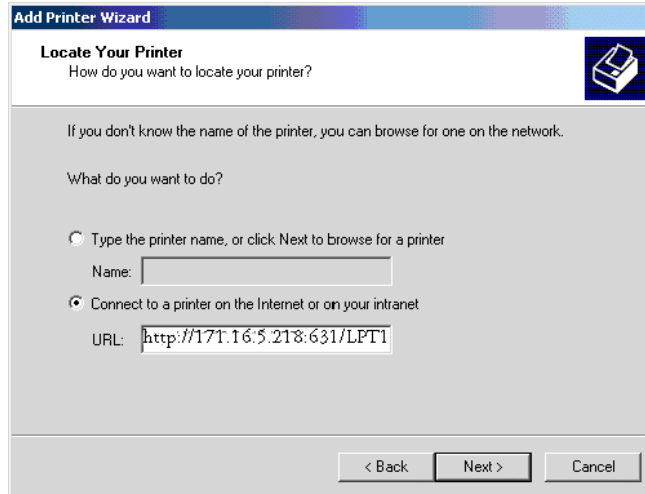 Add Printer Wizard
Locate Your Printer
How do you want to locate your printer?
If you don't know the name of the printer, you can browse for one on the network.
What do you want to do?
Type the printer name, or click Next to browse for a printer
Name:
Connect to a printer on the Internet or on your intranet
URL: http://171.16.5.218:631/LPT1
< Back Next > Cancel